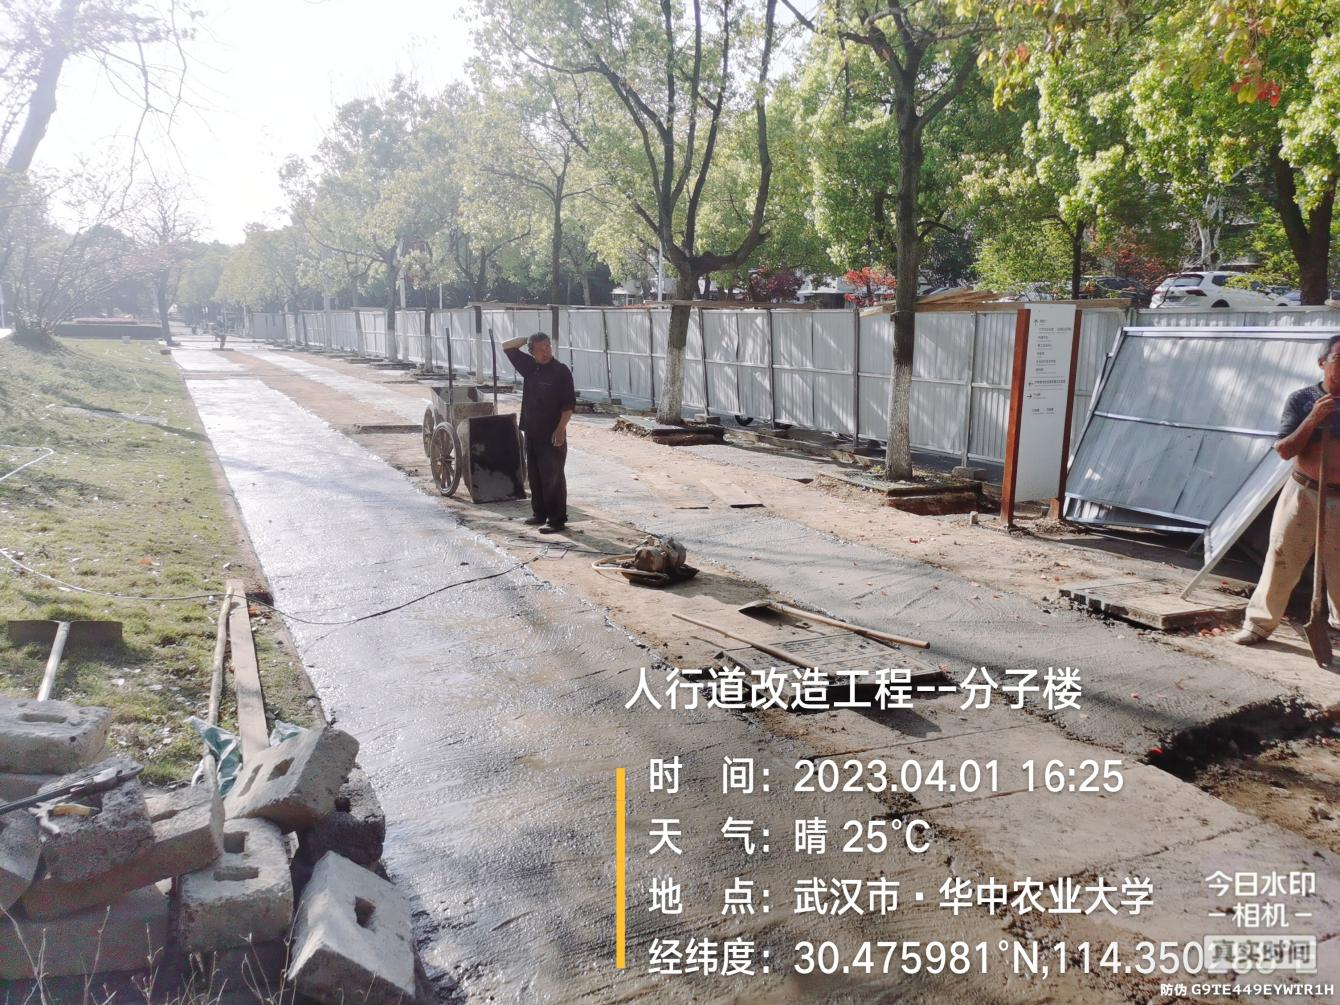 人行道改造工程--分子楼
时 间：2023.04.01 16:25
天 气：晴 25℃
地 点：武汉市·华中农业大学
经纬度：30.475981°N,114.350
今日水印
相机
真实时间
防伪 G9TE449EYWTR1H